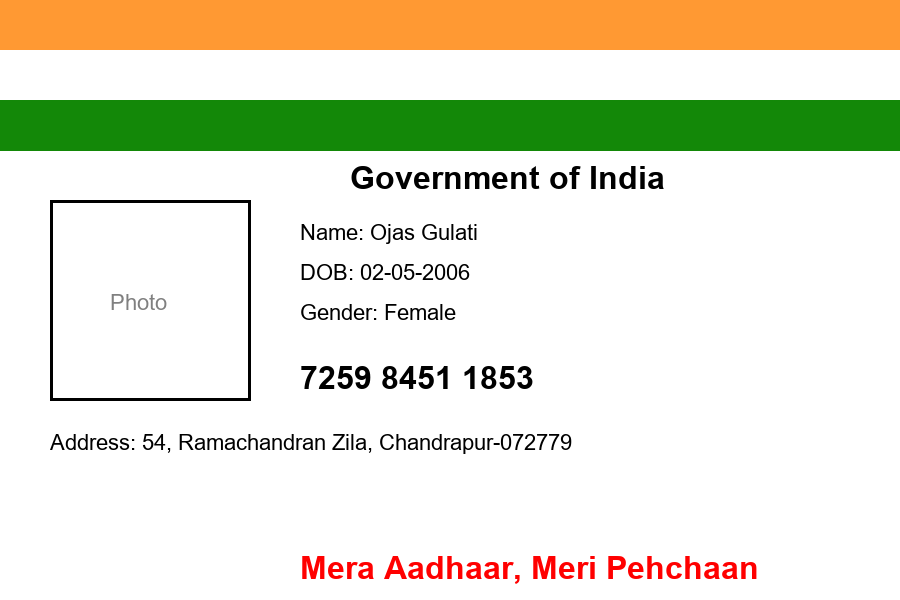 Government of India
Name: Ojas Gulati
DOB: 02-05-2006
Gender: Female
Photo
7259 8451 1853
Address: 54, Ramachandran Zila, Chandrapur-072779
Mera Aadhaar, Meri Pehchaan